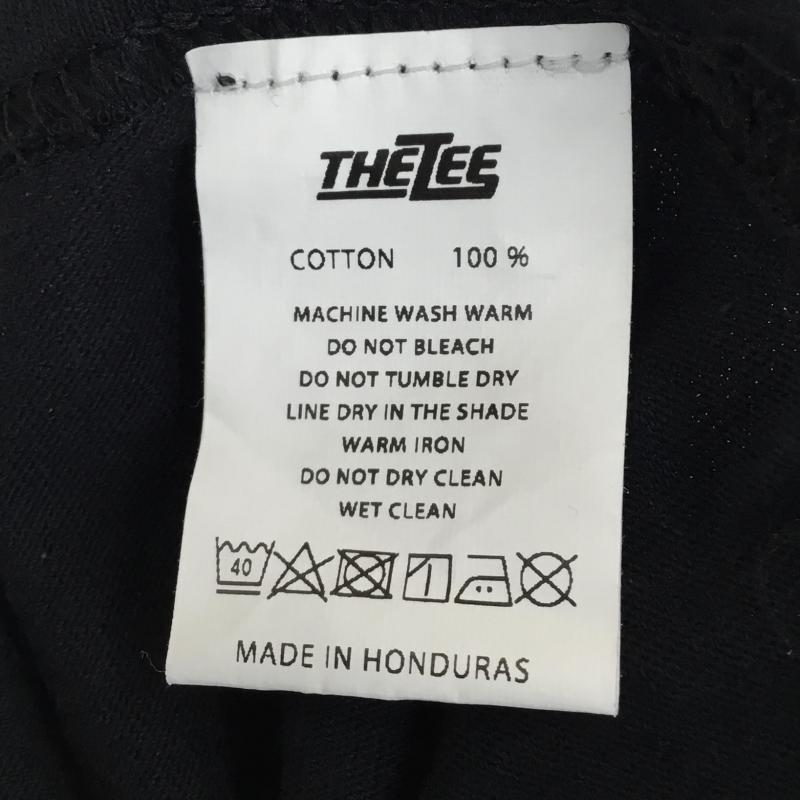 THETEE
COTTON 100 %
MACHINE WASH WARM
DO NOT BLEACH
DO NOT TUMBLE DRY
LINE DRY IN THE SHADE
WARM IRON
DO NOT DRY CLEAN
WET CLEAN
40
MADE IN HONDURAS